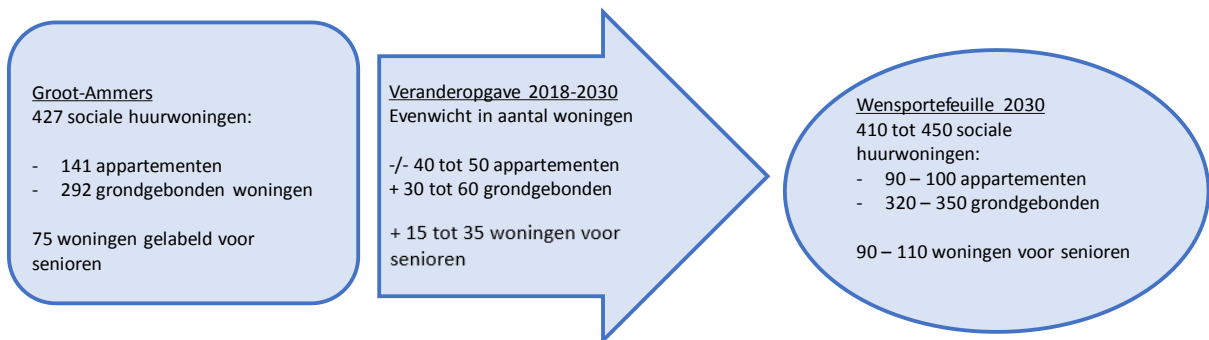 Groot-Ammers
427 sociale huurwoningen:
- 141 appartementen
- 292 grondgebonden woningen
75 woningen gelabeld voor
senioren
Veranderopgave 2018-2030
Evenwicht in aantal woningen
-/- 40 tot 50 appartementen
+ 30 tot 60 grondgebonden
+ 15 tot 35 woningen voor
senioren
Wensportefeuille 2030
410 tot 450 sociale
huurwoningen:
- 90 – 100 appartementen
- 320 – 350 grondgebonden
90 – 110 woningen voor senioren